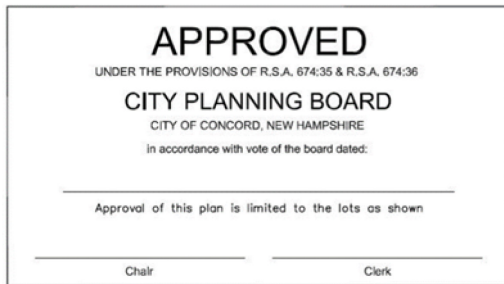 APPROVED
UNDER THE PROVISIONS OF R.S.A. 674:35 & R.S.A. 674:36
CITY PLANNING BOARD
CITY OF CONCORD, NEW HAMPSHIRE
in accordance with vote of the board dated:
Approval of this plan is limited to the lots as shown
Chair Clerk